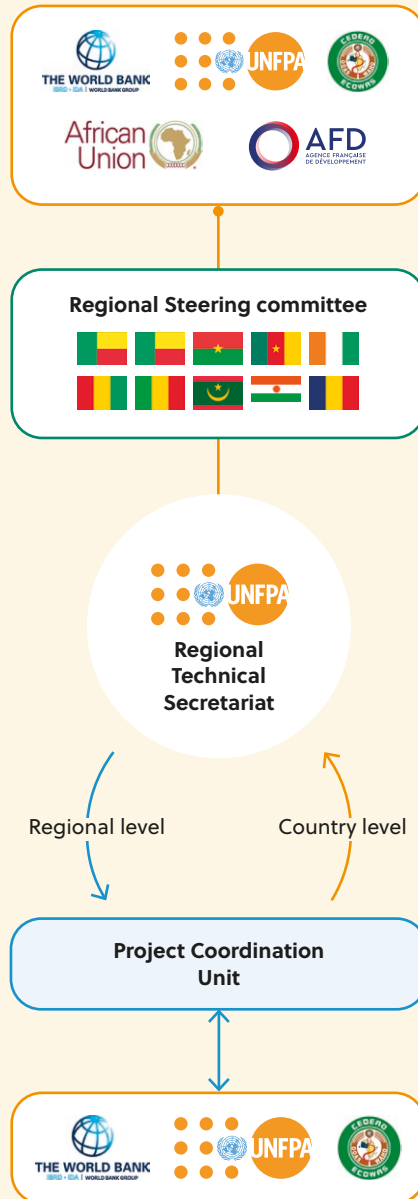 THE WORLD BANK
IBRD • IDA | WORLD BANK GROUP
UNFPA
CEDEAO
ECOWAS
African
Union
AFD
AGENCE FRANÇAISE
DE DÉVELOPPEMENT
Regional Steering committee
UNFPA
Regional
Technical
Secretariat
Regional level
Country level
Project Coordination
Unit
THE WORLD BANK
IBRD • IDA | WORLD BANK GROUP
UNFPA
CEDEAO
ECOWAS